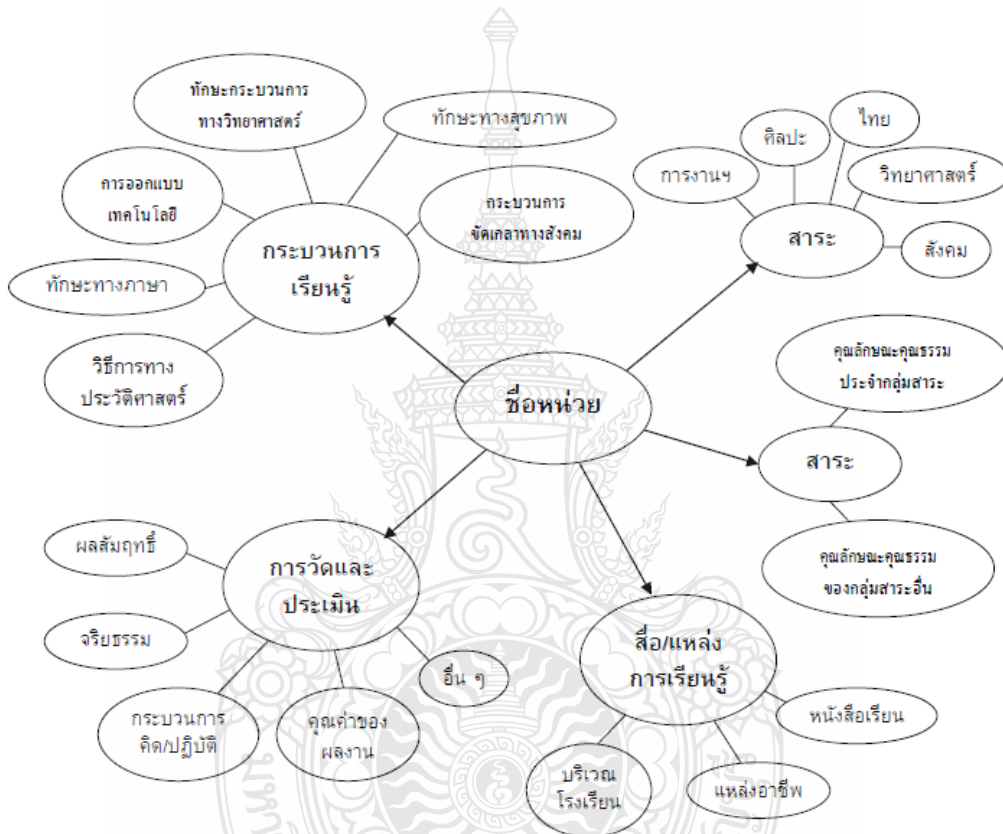 ทักษะกระบวนการ
ทางวิทยาศาสตร์
ทักษะทางสุขภาพ
การออกแบบ
เทคโนโลยี
กระบวนการ
ขัดเกลาทางสังคม
กระบวนการ
เรียนรู้
ทักษะทางภาษา
วิธีการทาง
ประวัติศาสตร์
ไทย
ศิลปะ
การงานฯ
วิทยาศาสตร์
สาระ
สังคม
ชื่อหน่วย
คุณลักษณะคุณธรรม
ประจำกลุ่มสาระ
สาระ
คุณลักษณะคุณธรรม
ของกลุ่มสาระอื่น
ผลสัมฤทธิ์
การวัดและ
ประเมิน
จริยธรรม
กระบวนการ
คิด/ปฏิบัติ
คุณค่าของ
ผลงาน
อื่น ๆ
สื่อ/แหล่ง
การเรียนรู้
หนังสือเรียน
แหล่งอาชีพ
บริเวณ
โรงเรียน